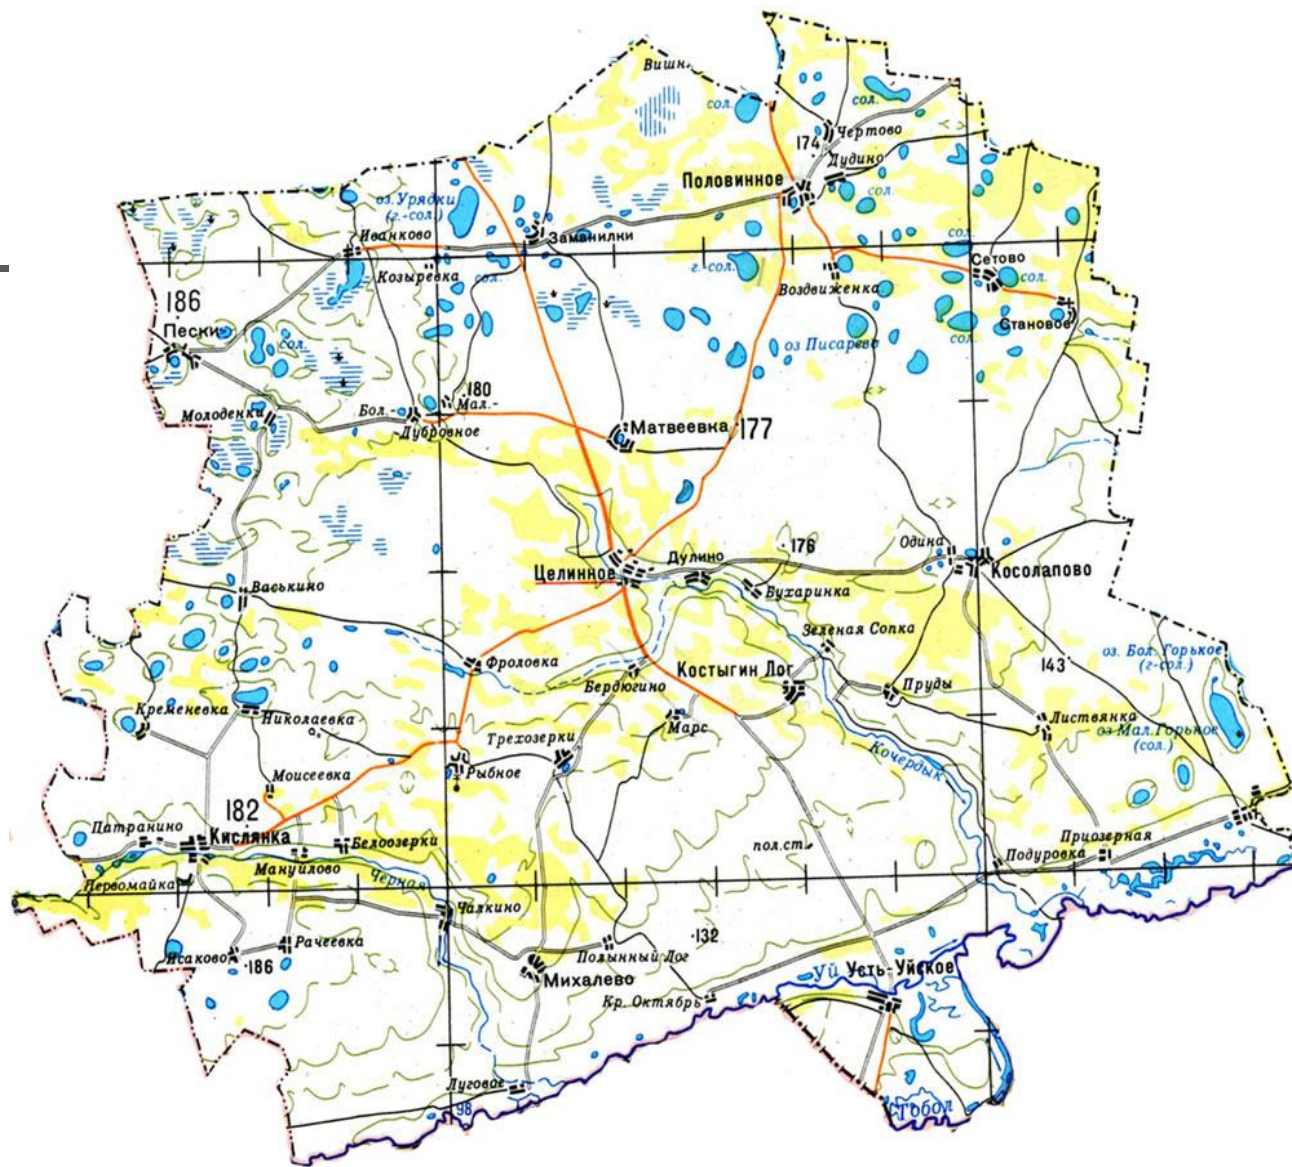 Вишн.
сол.
сол.
Чертово
174
Дудино
Половинное
сол.
оз. Урядки
(г.-сол.)
Иванково
Заманилки
сол.
Козыревка
сол.
г.-сол.
Сетово
сол.
Воздвиженка
186
Пески
Становое
сол.
оз Писарево
сол.
180
Мал.-
Бол.-
Дубровное
Молоденки
Матвеевка
177
176
Одина
Дулино
Целинное
Косолапово
Васькино
Бухаринка
Зеленая Сопка
Фроловка
Костыгин Лог
143
оз. Бол. Горькое
(г-сол.)
Бердюгино
Пруды
Кременевка
Николаевка
Марс
Листвянка
оз Мал. Горькое
(сол.)
Трехозерки
Кочердык
Моисеевка
Рыбное
182
Патранино
Кислянка
Белоозерки
пол.ст.
Приозерная
Подуровка
Мануилово
Первомайка
Черная
Чалкино
132
Рачеевка
Исаково
186
Полынный Лог
Михалево
Уй
Усть-Уйское
Кр. Октябрь
Луговое
98
Тобол